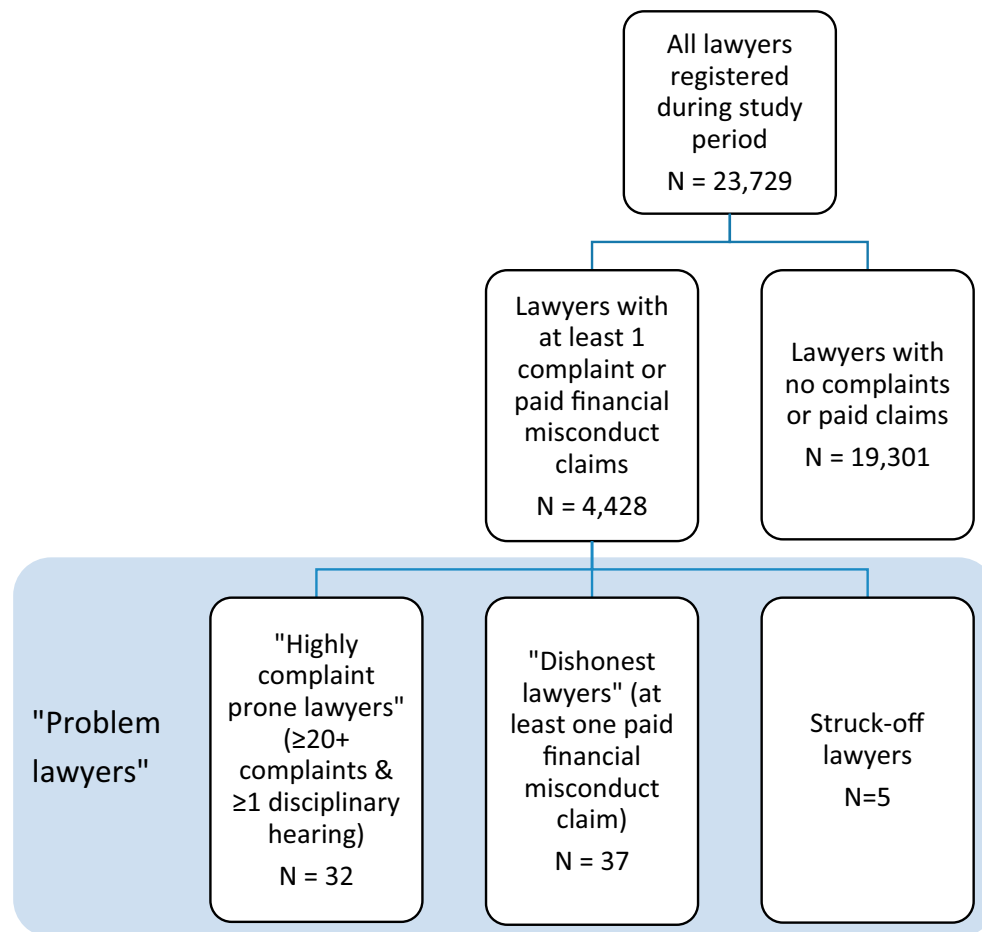 All lawyers
registered
during study
period
N = 23,729
Lawyers with
at least 1
complaint or
paid financial
misconduct
claims
N = 4,428
Lawyers with
no complaints
or paid claims
N = 19,301
"Problem
lawyers"
"Highly
complaint
prone lawyers"
(≥20+
complaints &
≥1 disciplinary
hearing)
N = 32
"Dishonest
lawyers" (at
least one paid
financial
misconduct
claim)
N = 37
Struck-off
lawyers
N=5